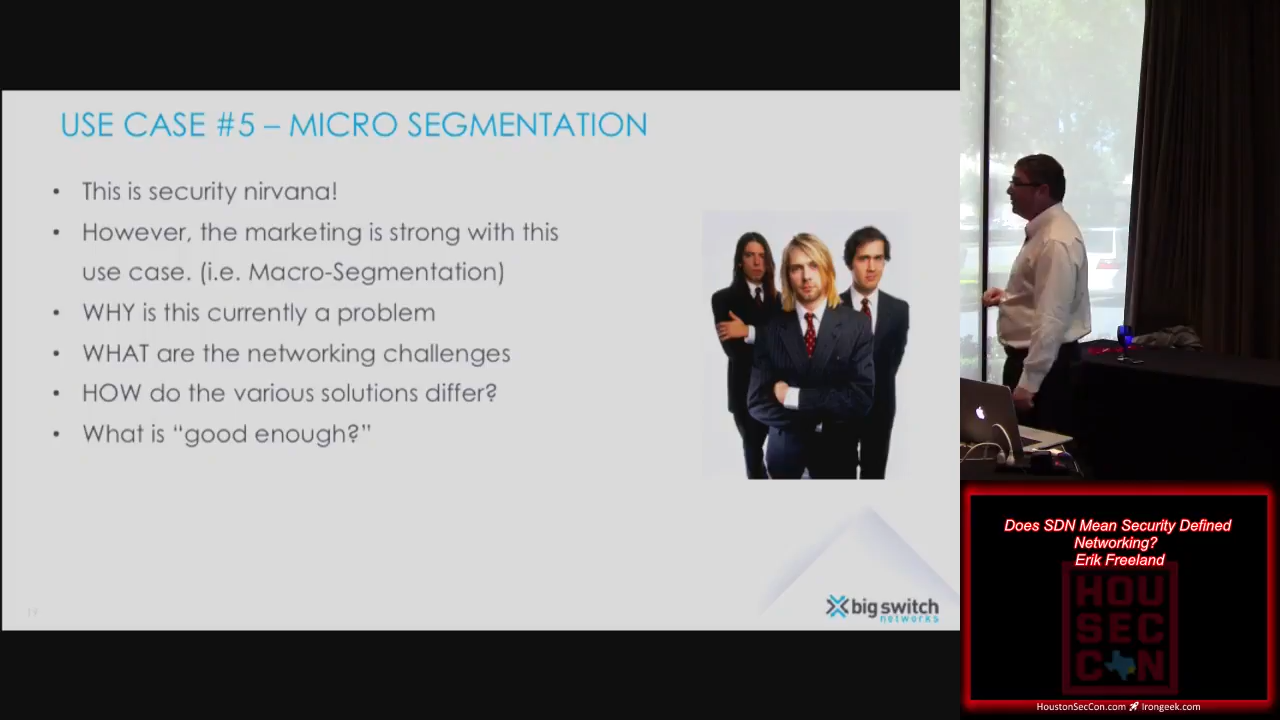 USE CASE #5 – MICRO SEGMENTATION
• This is security nirvana!
• However, the marketing is strong with this
use case. (i.e. Macro-Segmentation)
• WHY is this currently a problem
• WHAT are the networking challenges
• HOW do the various solutions differ?
• What is “good enough?”
19
big switch
networks
Does SDN Mean Security Defined
Networking?
Erik Freeland
HOU
SEC
CON
HoustonSecCon.com Irongeek.com